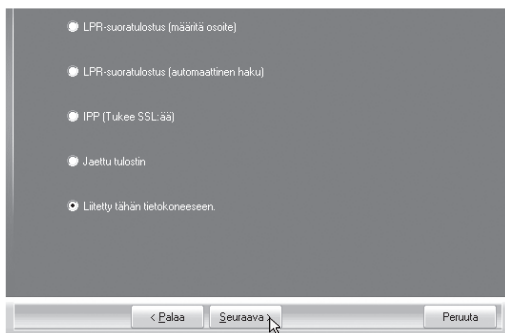 LPR-suoratulostus (määritä osoite)
LPR-suoratulostus (automaattinen haku)
IPP (Tukee SSL:ää)
Jaettu tulostin
Liitetty tähän tietokoneeseen.
< Palaa Seuraava > Peruuta